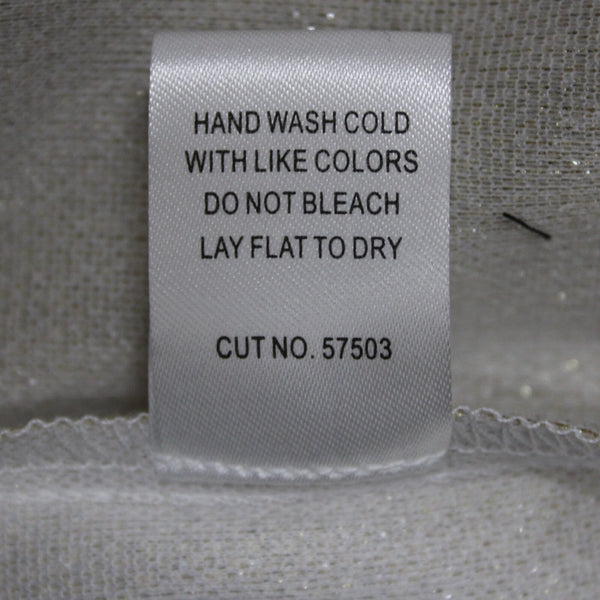 HAND WASH COLD
WITH LIKE COLORS
DO NOT BLEACH
LAY FLAT TO DRY
CUT NO. 57503